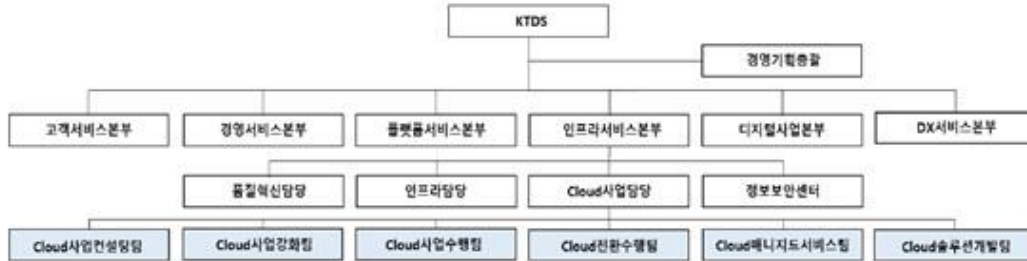 KTDS
경영기획총괄
고객서비스본부
경영서비스본부
플랫폼서비스본부
인프라서비스본부
디지털사업본부
DX서비스본부
품질혁신담당
인프라담당
Cloud사업담당
정보보안센터
Cloud사업컨설팅팀
Cloud사업강화팀
Cloud사업수행팀
Cloud전환수행팀
Cloud매니지드서비스팀
Cloud솔루션개발팀